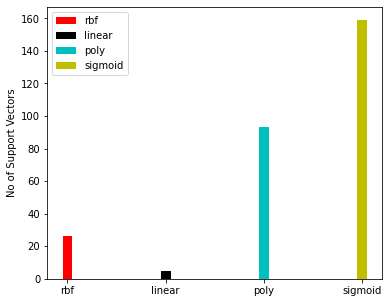 rbf
linear
poly
sigmoid
No of Support Vectors
160
140
120
100
80
60
40
20
0
rbf linear poly sigmoid